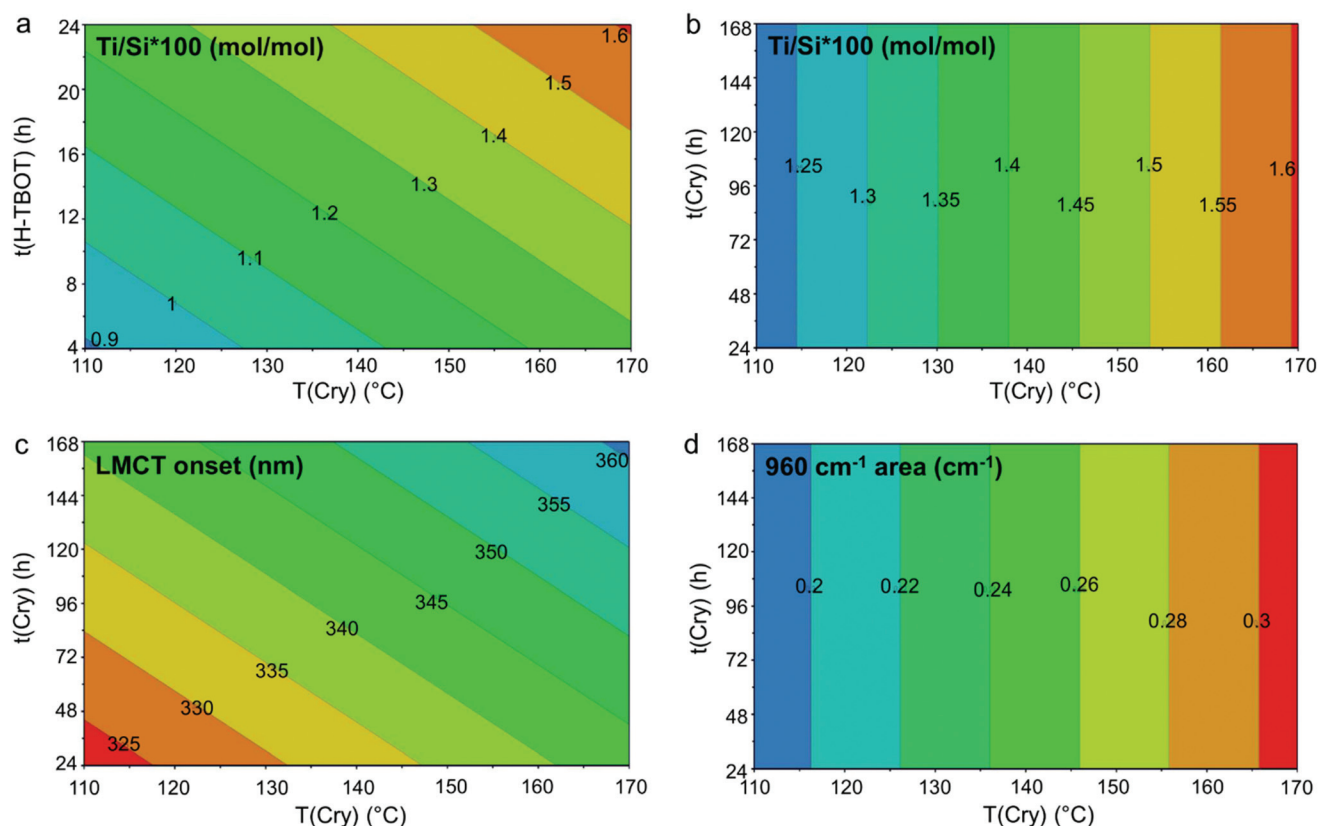 a
Ti/Si*100 (mol/mol)
24
20
16
12
8
4
t(H-TBOT) (h)
1.6
1.5
1.4
1.3
1.2
1.1
1
0.9
110 120 130 140 150 160 170
T(Cry) (°C)
b
Ti/Si*100 (mol/mol)
168
144
120
96
72
48
24
t(Cry) (h)
1.25 1.3 1.35 1.4 1.45 1.5 1.55 1.6
110 120 130 140 150 160 170
T(Cry) (°C)
c
LMCT onset (nm)
168
144
120
96
72
48
24
t(Cry) (h)
360
355
350
345
340
335
330
325
110 120 130 140 150 160 170
T(Cry) (°C)
d
960 cm⁻¹ area (cm⁻¹)
168
144
120
96
72
48
24
t(Cry) (h)
0.2 0.22 0.24 0.26 0.28 0.3
110 120 130 140 150 160 170
T(Cry) (°C)